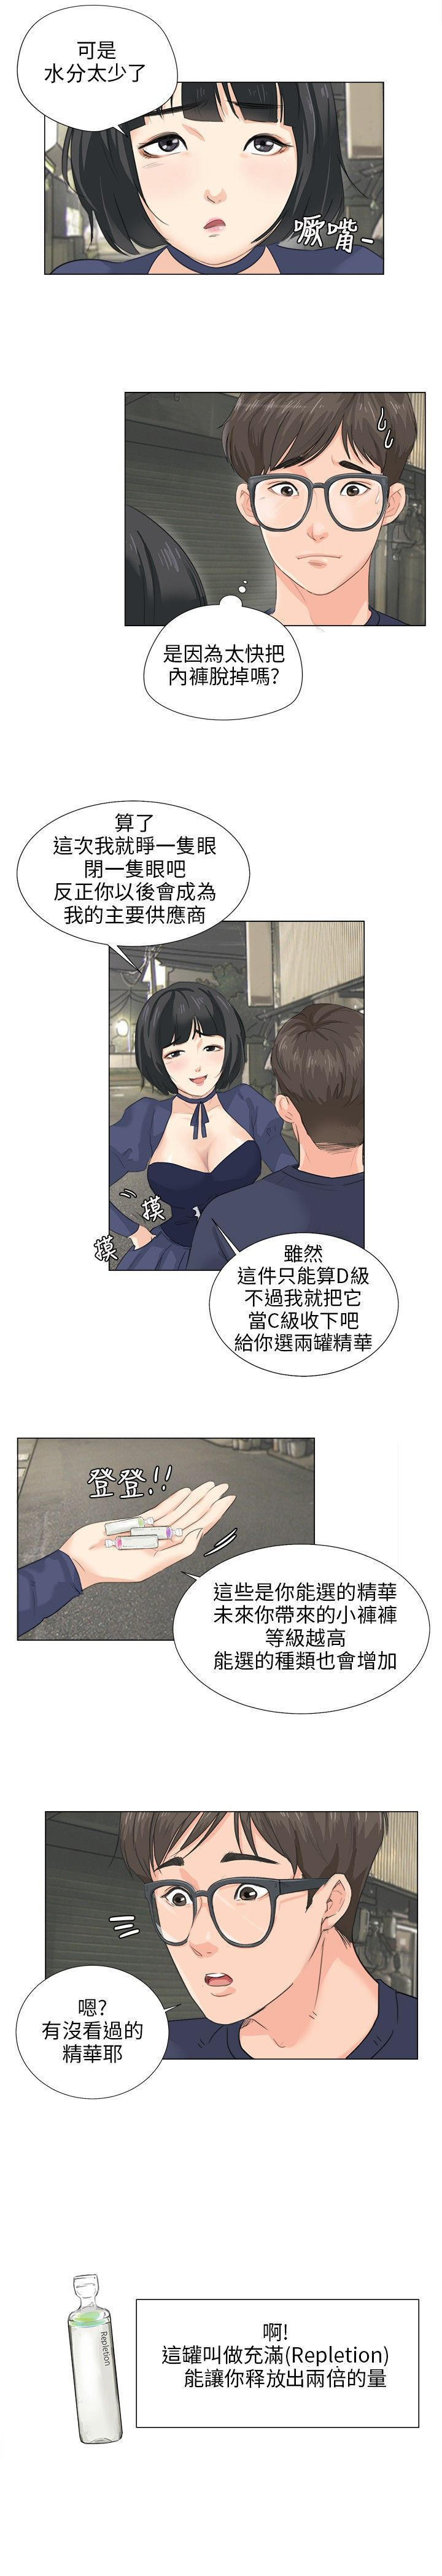 可是
水分太少了
噘嘴~
是因為太快把
內褲脫掉嗎?
算了
這次我就睜一隻眼
閉一隻眼吧
反正你以後會成為
我的主要供應商
摸
摸
雖然
這件只能算D級
不過我就把它
當C級收下吧
給你選兩罐精華
登登!!
這些是你能選的精華
未來你帶來的小褲褲
等級越高
能選的種類也會增加
嗯?
有沒看過的
精華耶
Repletion
啊!
這罐叫做充滿(Repletion)
能讓你释放出兩倍的量